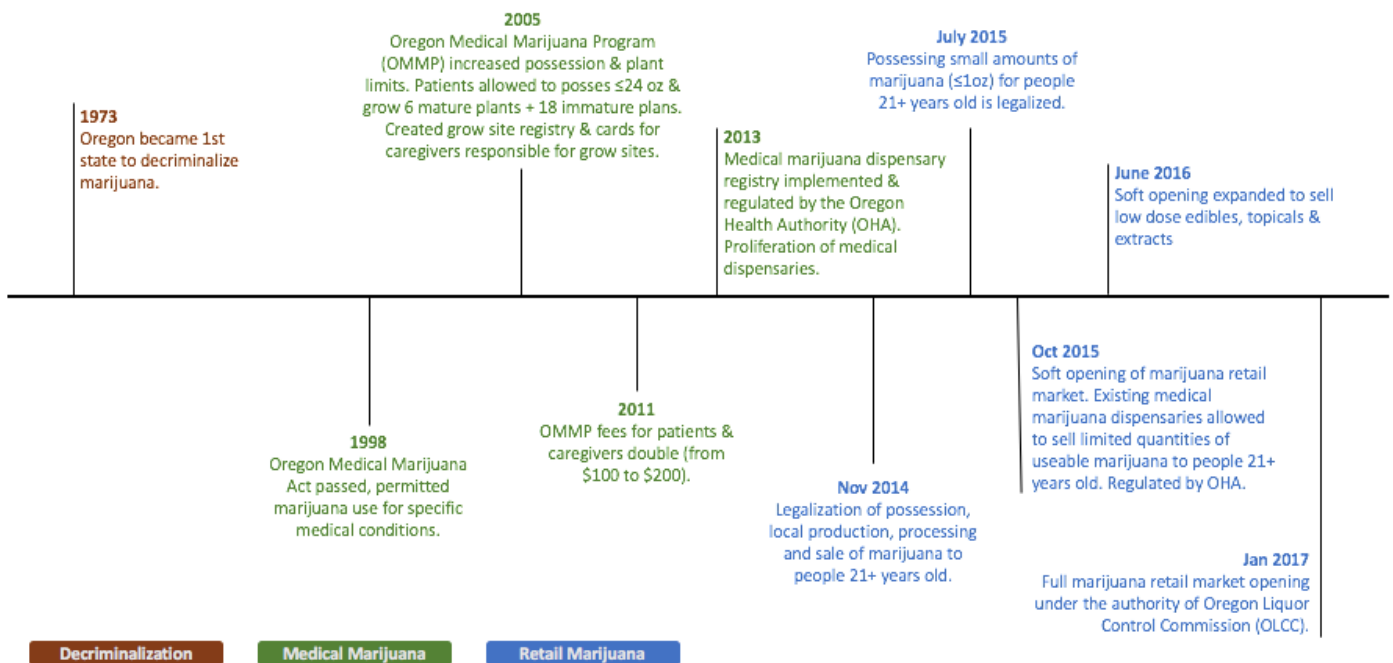 1973
Oregon became 1st
state to decriminalize
marijuana.
1998
Oregon Medical Marijuana
Act passed, permitted
marijuana use for specific
medical conditions.
2005
Oregon Medical Marijuana Program
(OMMP) increased possession & plant
limits. Patients allowed to posses ≤24 oz &
grow 6 mature plants + 18 immature plans.
Created grow site registry & cards for
caregivers responsible for grow sites.
2011
OMMP fees for patients &
caregivers double (from
$100 to $200).
2013
Medical marijuana dispensary
registry implemented &
regulated by the Oregon
Health Authority (OHA).
Proliferation of medical
dispensaries.
Nov 2014
Legalization of possession,
local production, processing
and sale of marijuana to
people 21+ years old.
July 2015
Possessing small amounts of
marijuana (≤1oz) for people
21+ years old is legalized.
Oct 2015
Soft opening of marijuana retail
market. Existing medical
marijuana dispensaries allowed
to sell limited quantities of
useable marijuana to people 21+
years old. Regulated by OHA.
June 2016
Soft opening expanded to sell
low dose edibles, topicals &
extracts
Jan 2017
Full marijuana retail market opening
under the authority of Oregon Liquor
Control Commission (OLCC).
Decriminalization
Medical Marijuana
Retail Marijuana